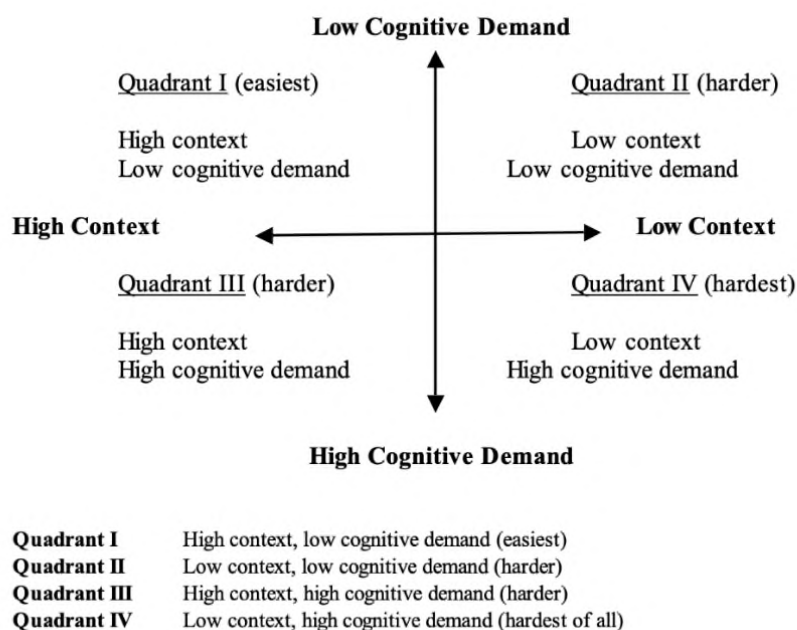 Low Cognitive Demand
Quadrant I (easiest)
High context
Low cognitive demand
Quadrant II (harder)
Low context
Low cognitive demand
High Context
Low Context
Quadrant III (harder)
High context
High cognitive demand
Quadrant IV (hardest)
Low context
High cognitive demand
High Cognitive Demand
Quadrant I High context, low cognitive demand (easiest)
Quadrant II Low context, low cognitive demand (harder)
Quadrant III High context, high cognitive demand (harder)
Quadrant IV Low context, high cognitive demand (hardest of all)